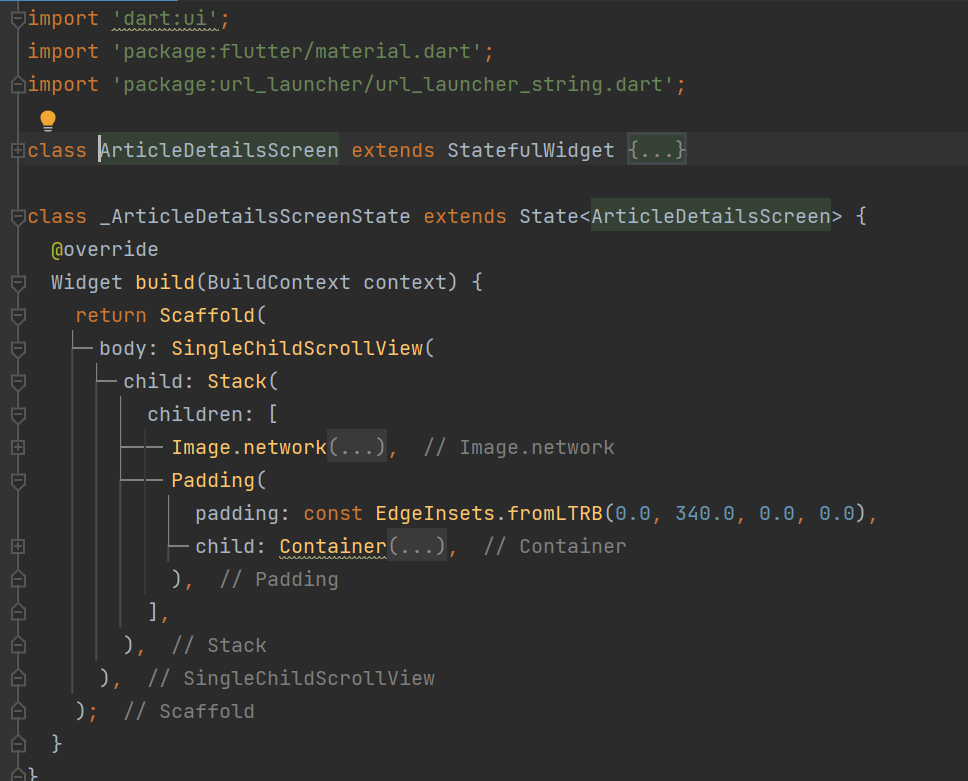 import 'dart:ui';
import 'package:flutter/material.dart';
import 'package:url_launcher/url_launcher_string.dart';
class ArticleDetailsScreen extends StatefulWidget {...}
class _ArticleDetailsScreenState extends State<ArticleDetailsScreen> {
@override
Widget build(BuildContext context) {
return Scaffold(
body: SingleChildScrollView(
child: Stack(
children: [
Image.network(...), // Image.network
Padding(
padding: const EdgeInsets.fromLTRB(0.0, 340.0, 0.0, 0.0),
child: Container(...), // Container
), // Padding
],
), // Stack
), // SingleChildScrollView
); // Scaffold
}
}